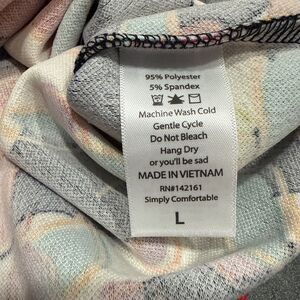 95% Polyester
5% Spandex
Machine Wash Cold
Gentle Cycle
Do Not Bleach
Hang Dry
or you'll be sad
MADE IN VIETNAM
RN#142161
Simply Comfortable
L